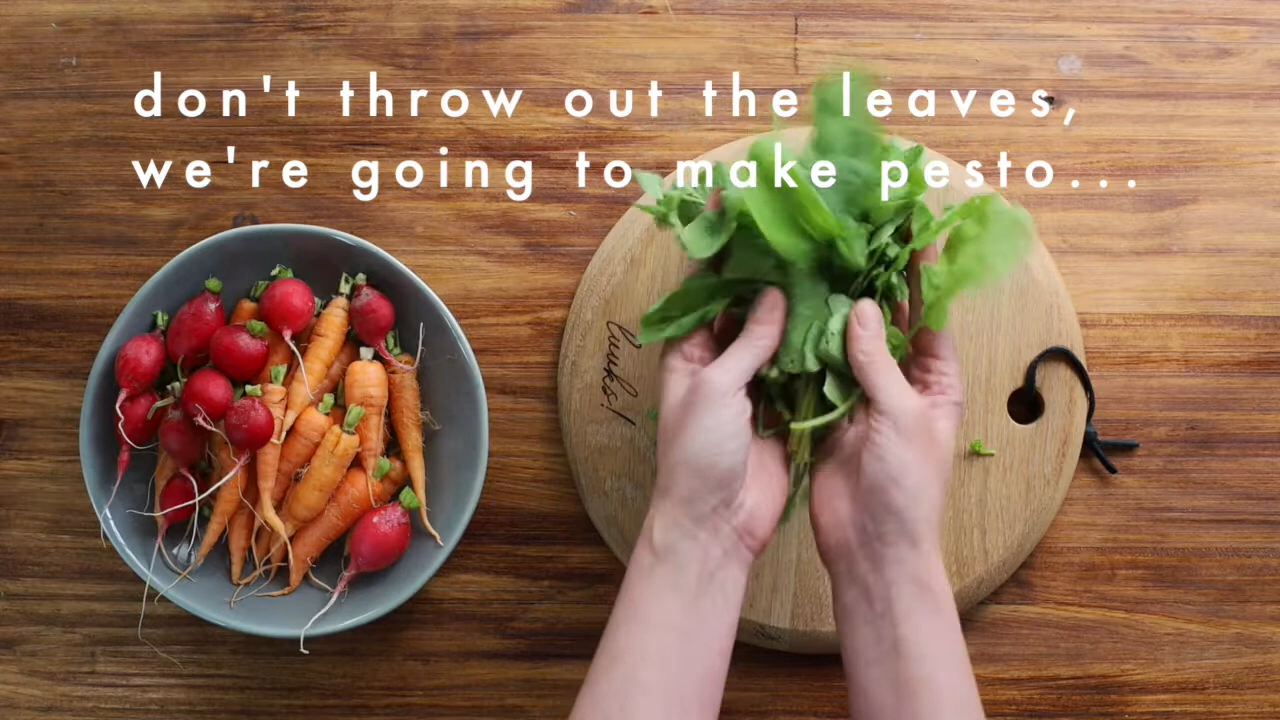 don't throw out the leaves,
we're going to make pesto...